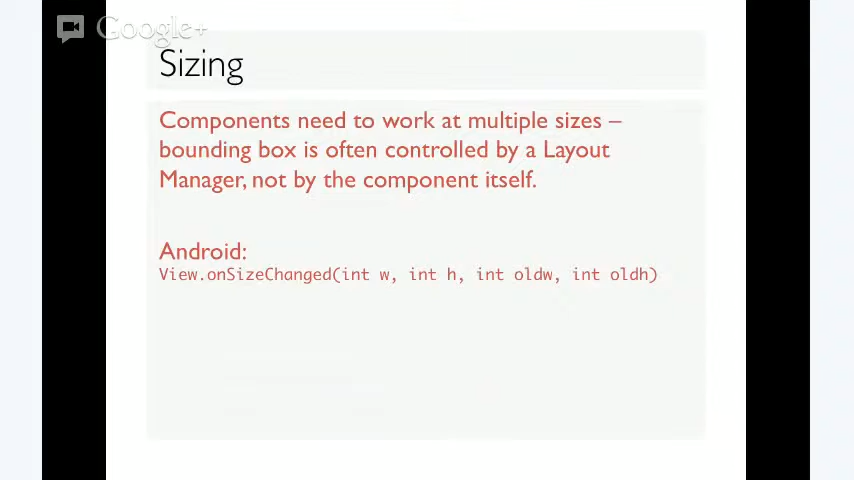 Google+
Sizing
Components need to work at multiple sizes –
bounding box is often controlled by a Layout
Manager, not by the component itself.
Android:
View.onSizeChanged(int w, int h, int oldw, int oldh)